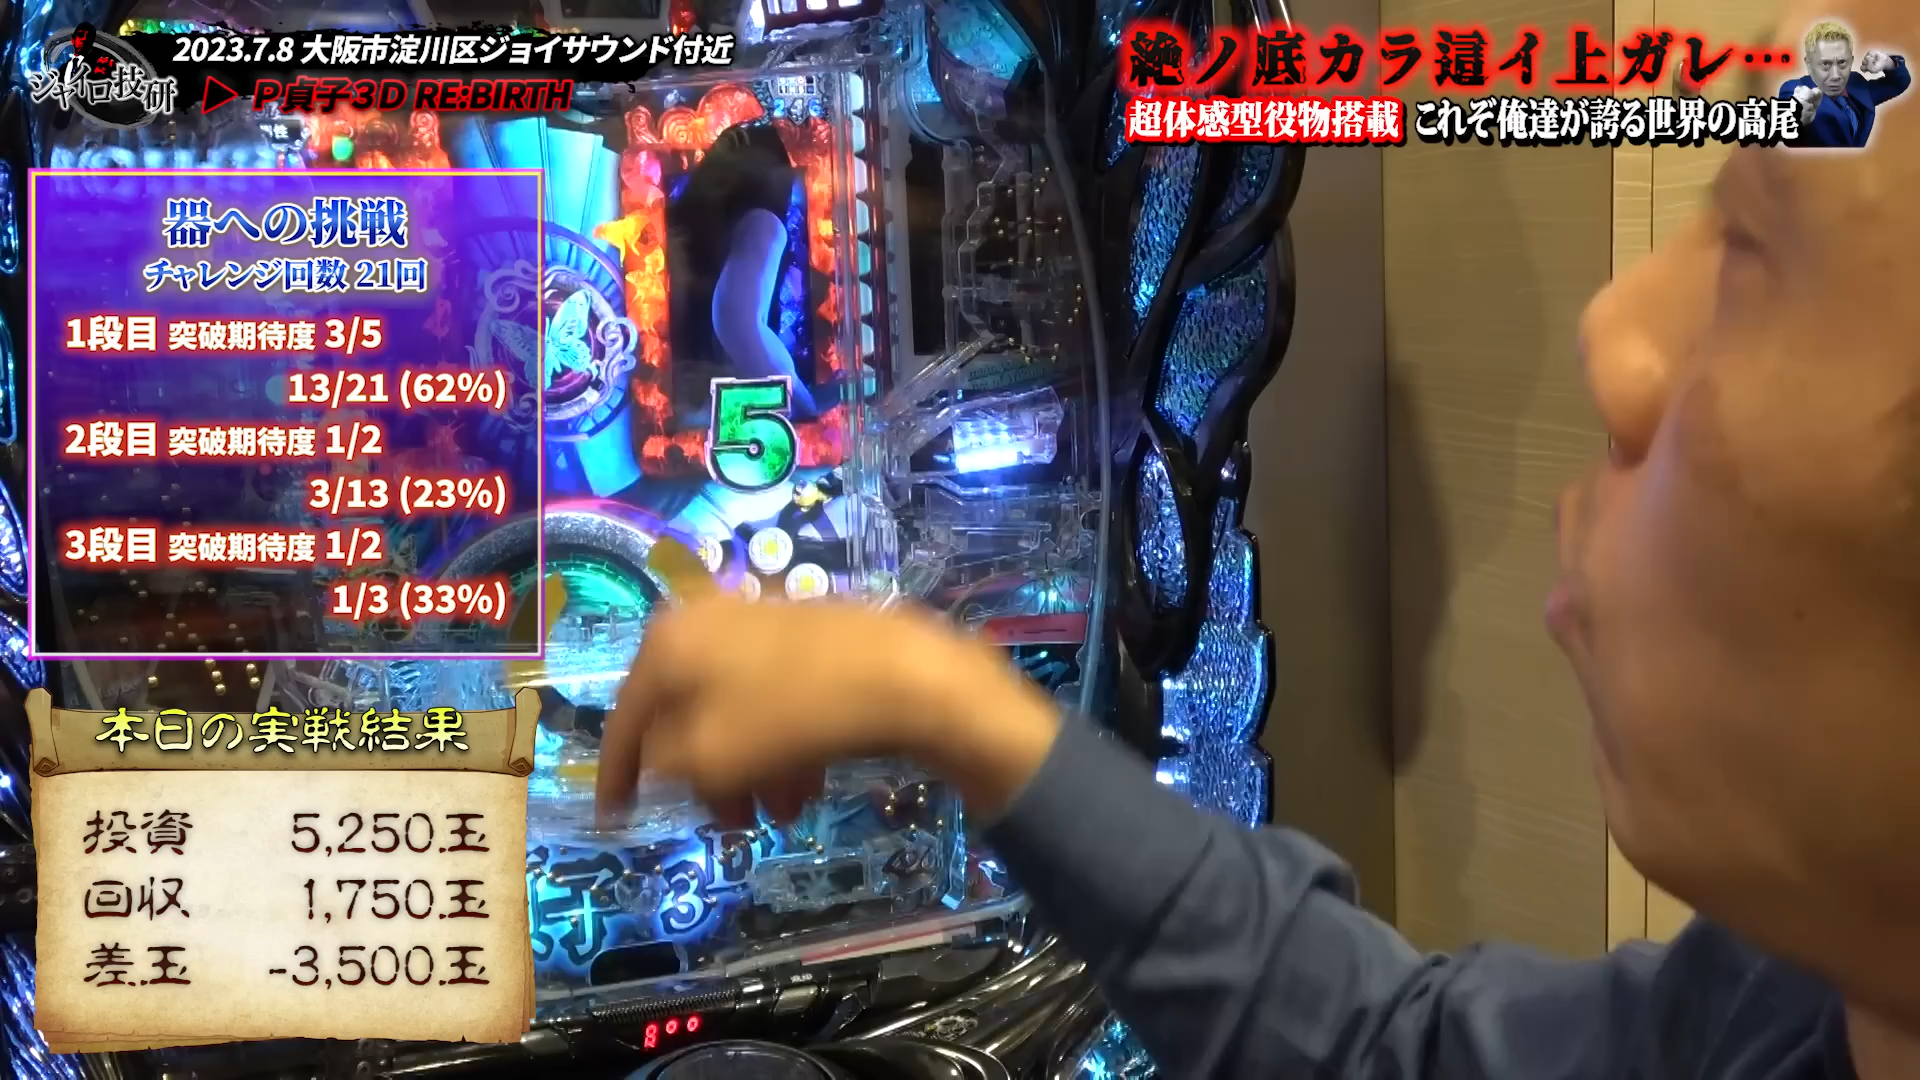 ジャイロ技研
2023.7.8 大阪市淀川区ジョイサウンド付近
P貞子3D RE:BIRTH
絶ノ底カラ這イ上ガレ…
超体感型役物搭載 これぞ俺達が誇る世界の高尾
器への挑戦
チャレンジ回数 21回
1段目 突破期待度 3/5
13/21 (62%)
2段目 突破期待度 1/2
3/13 (23%)
3段目 突破期待度 1/2
1/3 (33%)
5
本日の実戦結果
投資 5,250玉
回収 1,750玉
差玉 -3,500玉
子3D